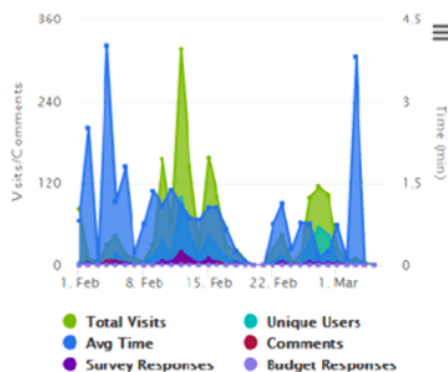 360 4.5
240 3
120 1.5
0 0
Visits/Comments
Time (min)
1. Feb 8. Feb 15. Feb 22. Feb 1. Mar
Total Visits Unique Users
Avg Time Comments
Survey Responses Budget Responses